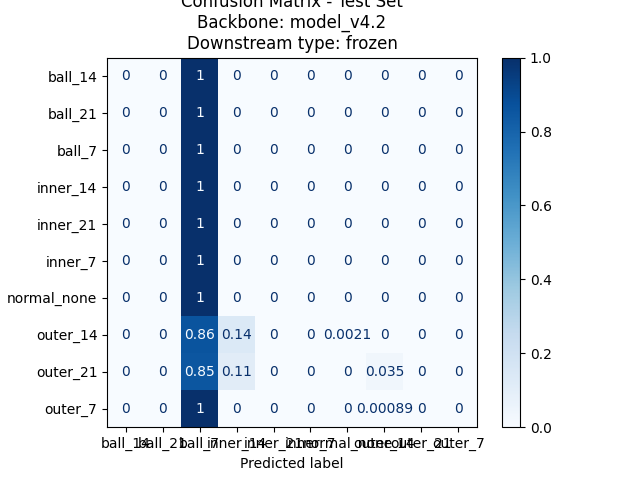 Confusion Matrix - Test Set
Backbone: model_v4.2
Downstream type: frozen
ball_14 0 0 1 0 0 0 0 0 0 0
ball_21 0 0 1 0 0 0 0 0 0 0
ball_7 0 0 1 0 0 0 0 0 0 0
inner_14 0 0 1 0 0 0 0 0 0 0
inner_21 0 0 1 0 0 0 0 0 0 0
inner_7 0 0 1 0 0 0 0 0 0 0
normal_none 0 0 1 0 0 0 0 0 0 0
outer_14 0 0 0.86 0.14 0 0 0.0021 0 0 0
outer_21 0 0 0.85 0.11 0 0 0 0.035 0 0
outer_7 0 0 1 0 0 0 0 0.00089 0 0
ball_14 ball_21 ball_7 inner_14 inner_21 inner_7 normal_none outer_14 outer_21 outer_7
Predicted label
1.0
0.8
0.6
0.4
0.2
0.0